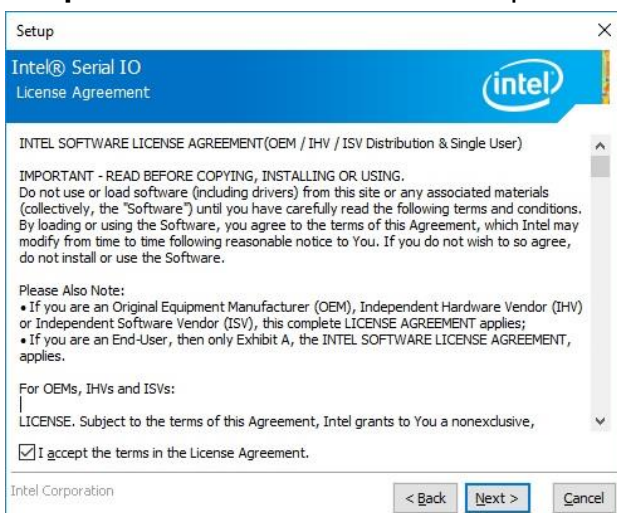 Setup
Intel® Serial IO
License Agreement
intel
INTEL SOFTWARE LICENSE AGREEMENT(OEM / IHV / ISV Distribution & Single User)
IMPORTANT - READ BEFORE COPYING, INSTALLING OR USING.
Do not use or load software (including drivers) from this site or any associated materials
(collectively, the "Software") until you have carefully read the following terms and conditions.
By loading or using the Software, you agree to the terms of this Agreement, which Intel may
modify from time to time following reasonable notice to You. If you do not wish to so agree,
do not install or use the Software.
Please Also Note:
• If you are an Original Equipment Manufacturer (OEM), Independent Hardware Vendor (IHV)
or Independent Software Vendor (ISV), this complete LICENSE AGREEMENT applies;
• If you are an End-User, then only Exhibit A, the INTEL SOFTWARE LICENSE AGREEMENT,
applies.
For OEMs, IHVs and ISVs:
LICENSE. Subject to the terms of this Agreement, Intel grants to You a nonexclusive,
I accept the terms in the License Agreement.
Intel Corporation
< Back Next > Cancel